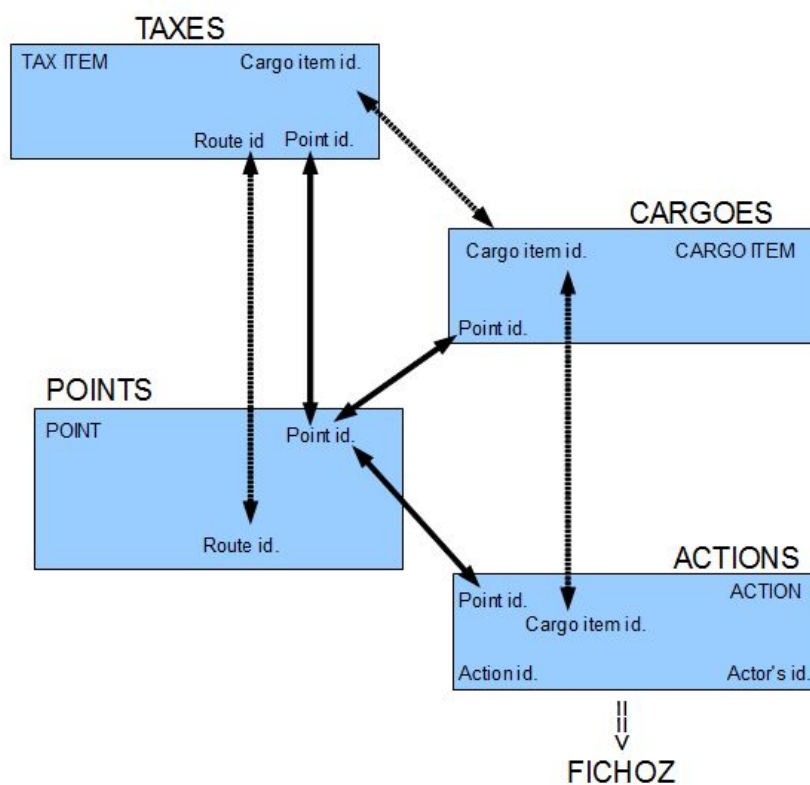 TAXES
TAX ITEM Cargo item id.
Route id Point id.
CARGOES
Cargo item id. CARGO ITEM
Point id.
POINTS
POINT Point id.
Route id.
ACTIONS
Point id. ACTION
Cargo item id.
Action id. Actor's id.
==>
FICHOZ